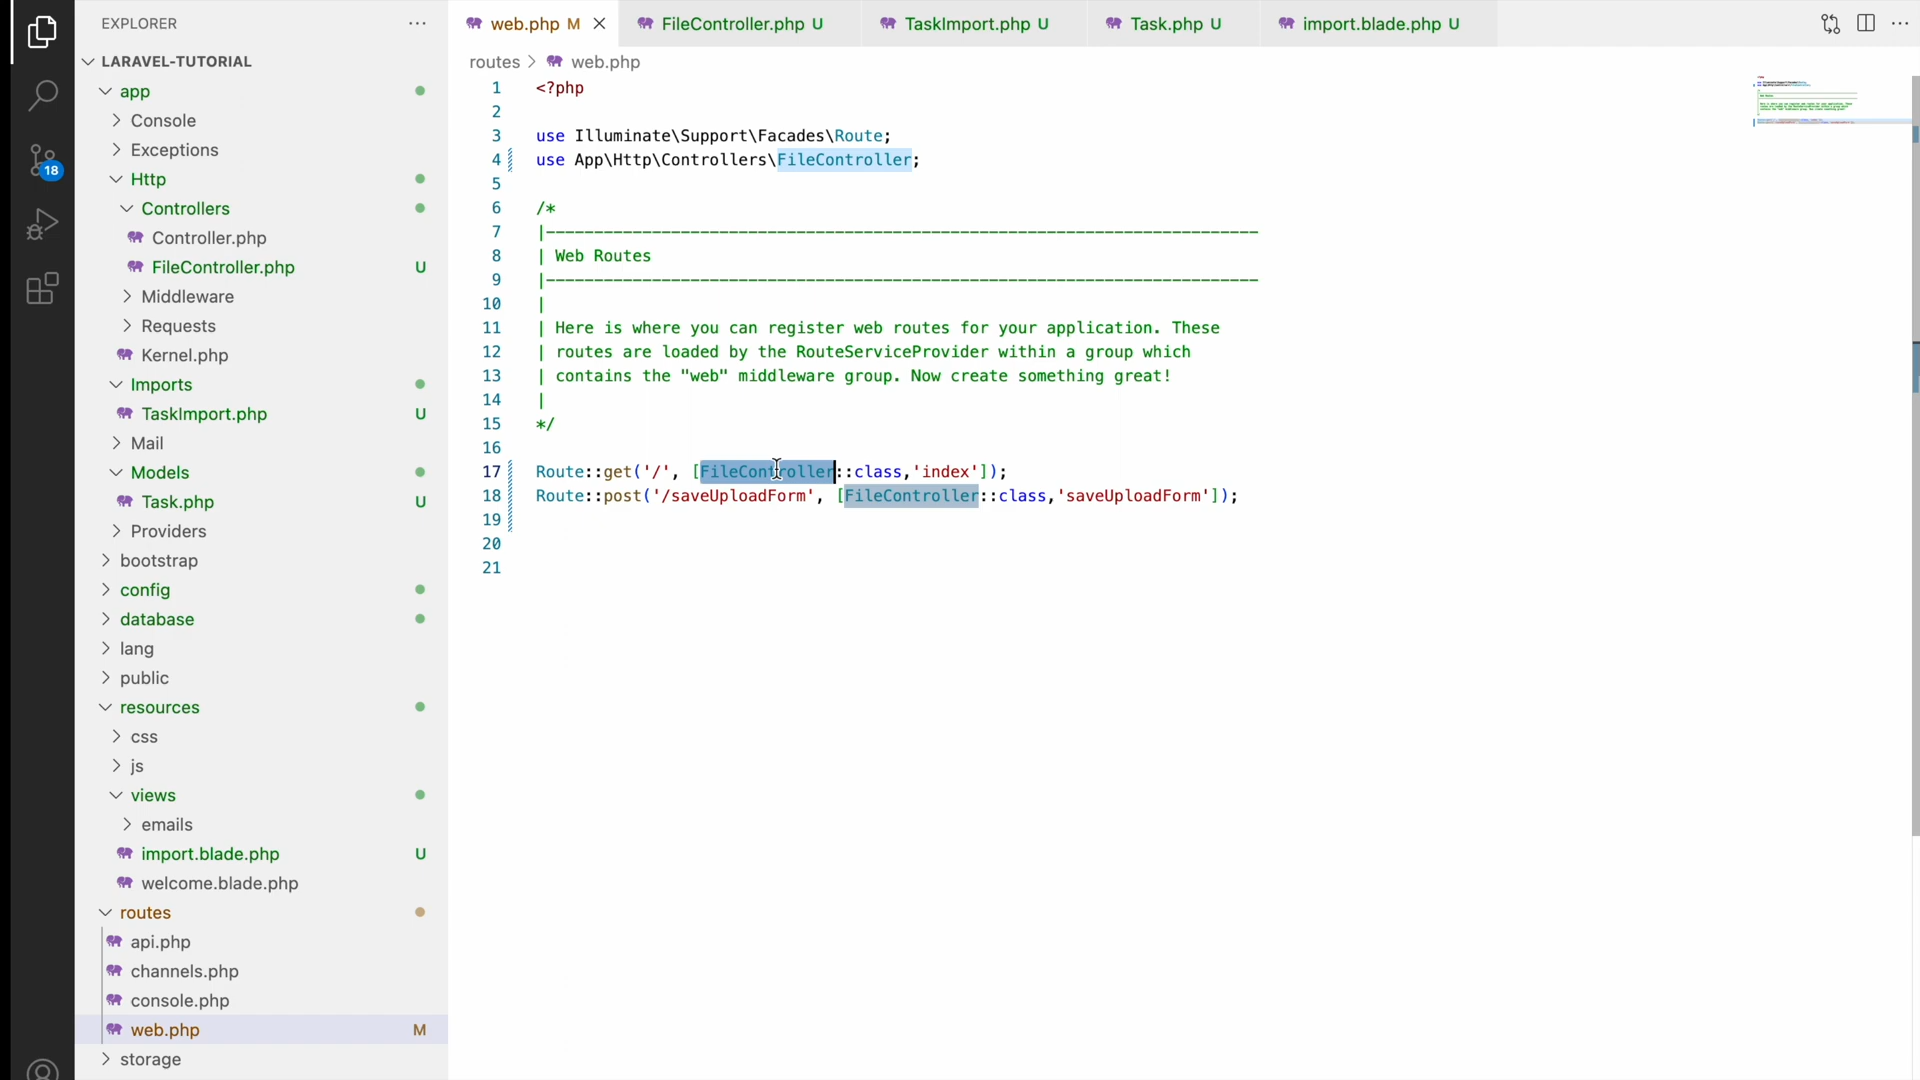 EXPLORER
LARAVEL-TUTORIAL
app
Console
Exceptions
Http
Controllers
Controller.php
FileController.php U
Middleware
Requests
Kernel.php
Imports
TaskImport.php U
Mail
Models
Task.php U
Providers
bootstrap
config
database
lang
public
resources
css
js
views
emails
import.blade.php U
welcome.blade.php
routes
api.php
channels.php
console.php
web.php M
storage
18
web.php M
FileController.php U
TaskImport.php U
Task.php U
import.blade.php U
routes > web.php
1 <?php
2
3 use Illuminate\Support\Facades\Route;
4 use App\Http\Controllers\FileController;
5
6 /*
7 |--------------------------------------------------------------------------
8 | Web Routes
9 |--------------------------------------------------------------------------
10 |
11 | Here is where you can register web routes for your application. These
12 | routes are loaded by the RouteServiceProvider within a group which
13 | contains the "web" middleware group. Now create something great!
14 |
15 */
16
17 Route::get('/', [FileController::class,'index']);
18 Route::post('/saveUploadForm', [FileController::class,'saveUploadForm']);
19
20
21